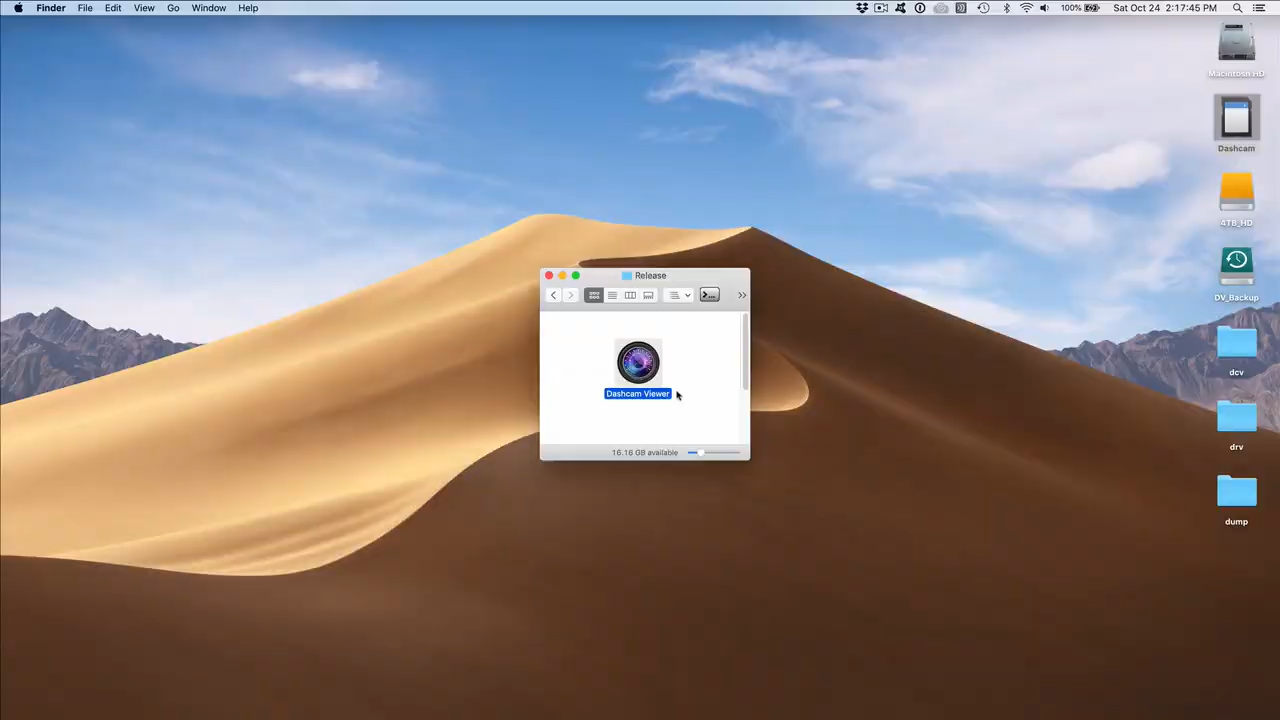 Finder File Edit View Go Window Help 100% Sat Oct 24 2:17:45 PM
Macintosh HD
Dashcam
4TB_HD
Release
DV_Backup
dcv
Dashcam Viewer
drv
16.16 GB available
dump